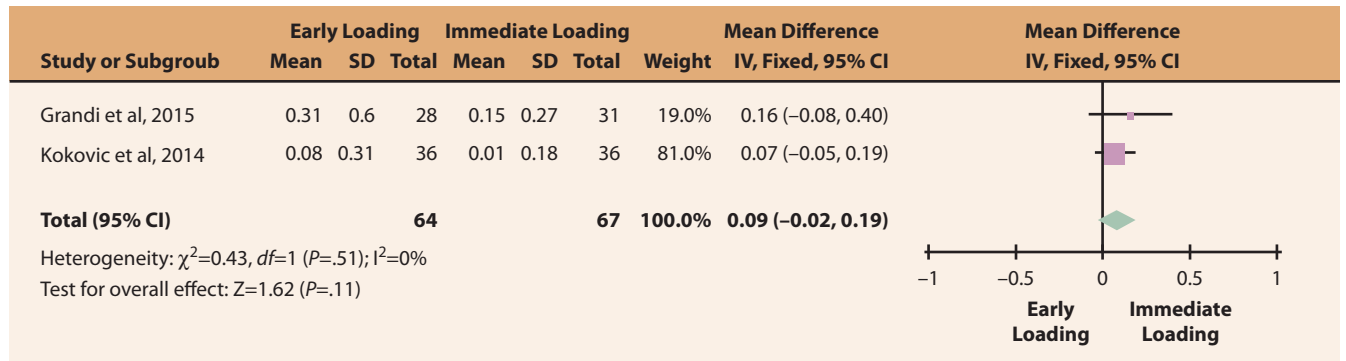 Early Loading Immediate Loading Mean Difference Mean Difference
Study or Subgroub Mean SD Total Mean SD Total Weight IV, Fixed, 95% CI IV, Fixed, 95% CI
Grandi et al, 2015 0.31 0.6 28 0.15 0.27 31 19.0% 0.16 (–0.08, 0.40)
Kokovic et al, 2014 0.08 0.31 36 0.01 0.18 36 81.0% 0.07 (–0.05, 0.19)
Total (95% CI) 64 67 100.0% 0.09 (–0.02, 0.19)
Heterogeneity: χ²=0.43, df=1 (P=.51); I²=0%
Test for overall effect: Z=1.62 (P=.11)
–1 –0.5 0 0.5 1
Early Immediate
Loading Loading